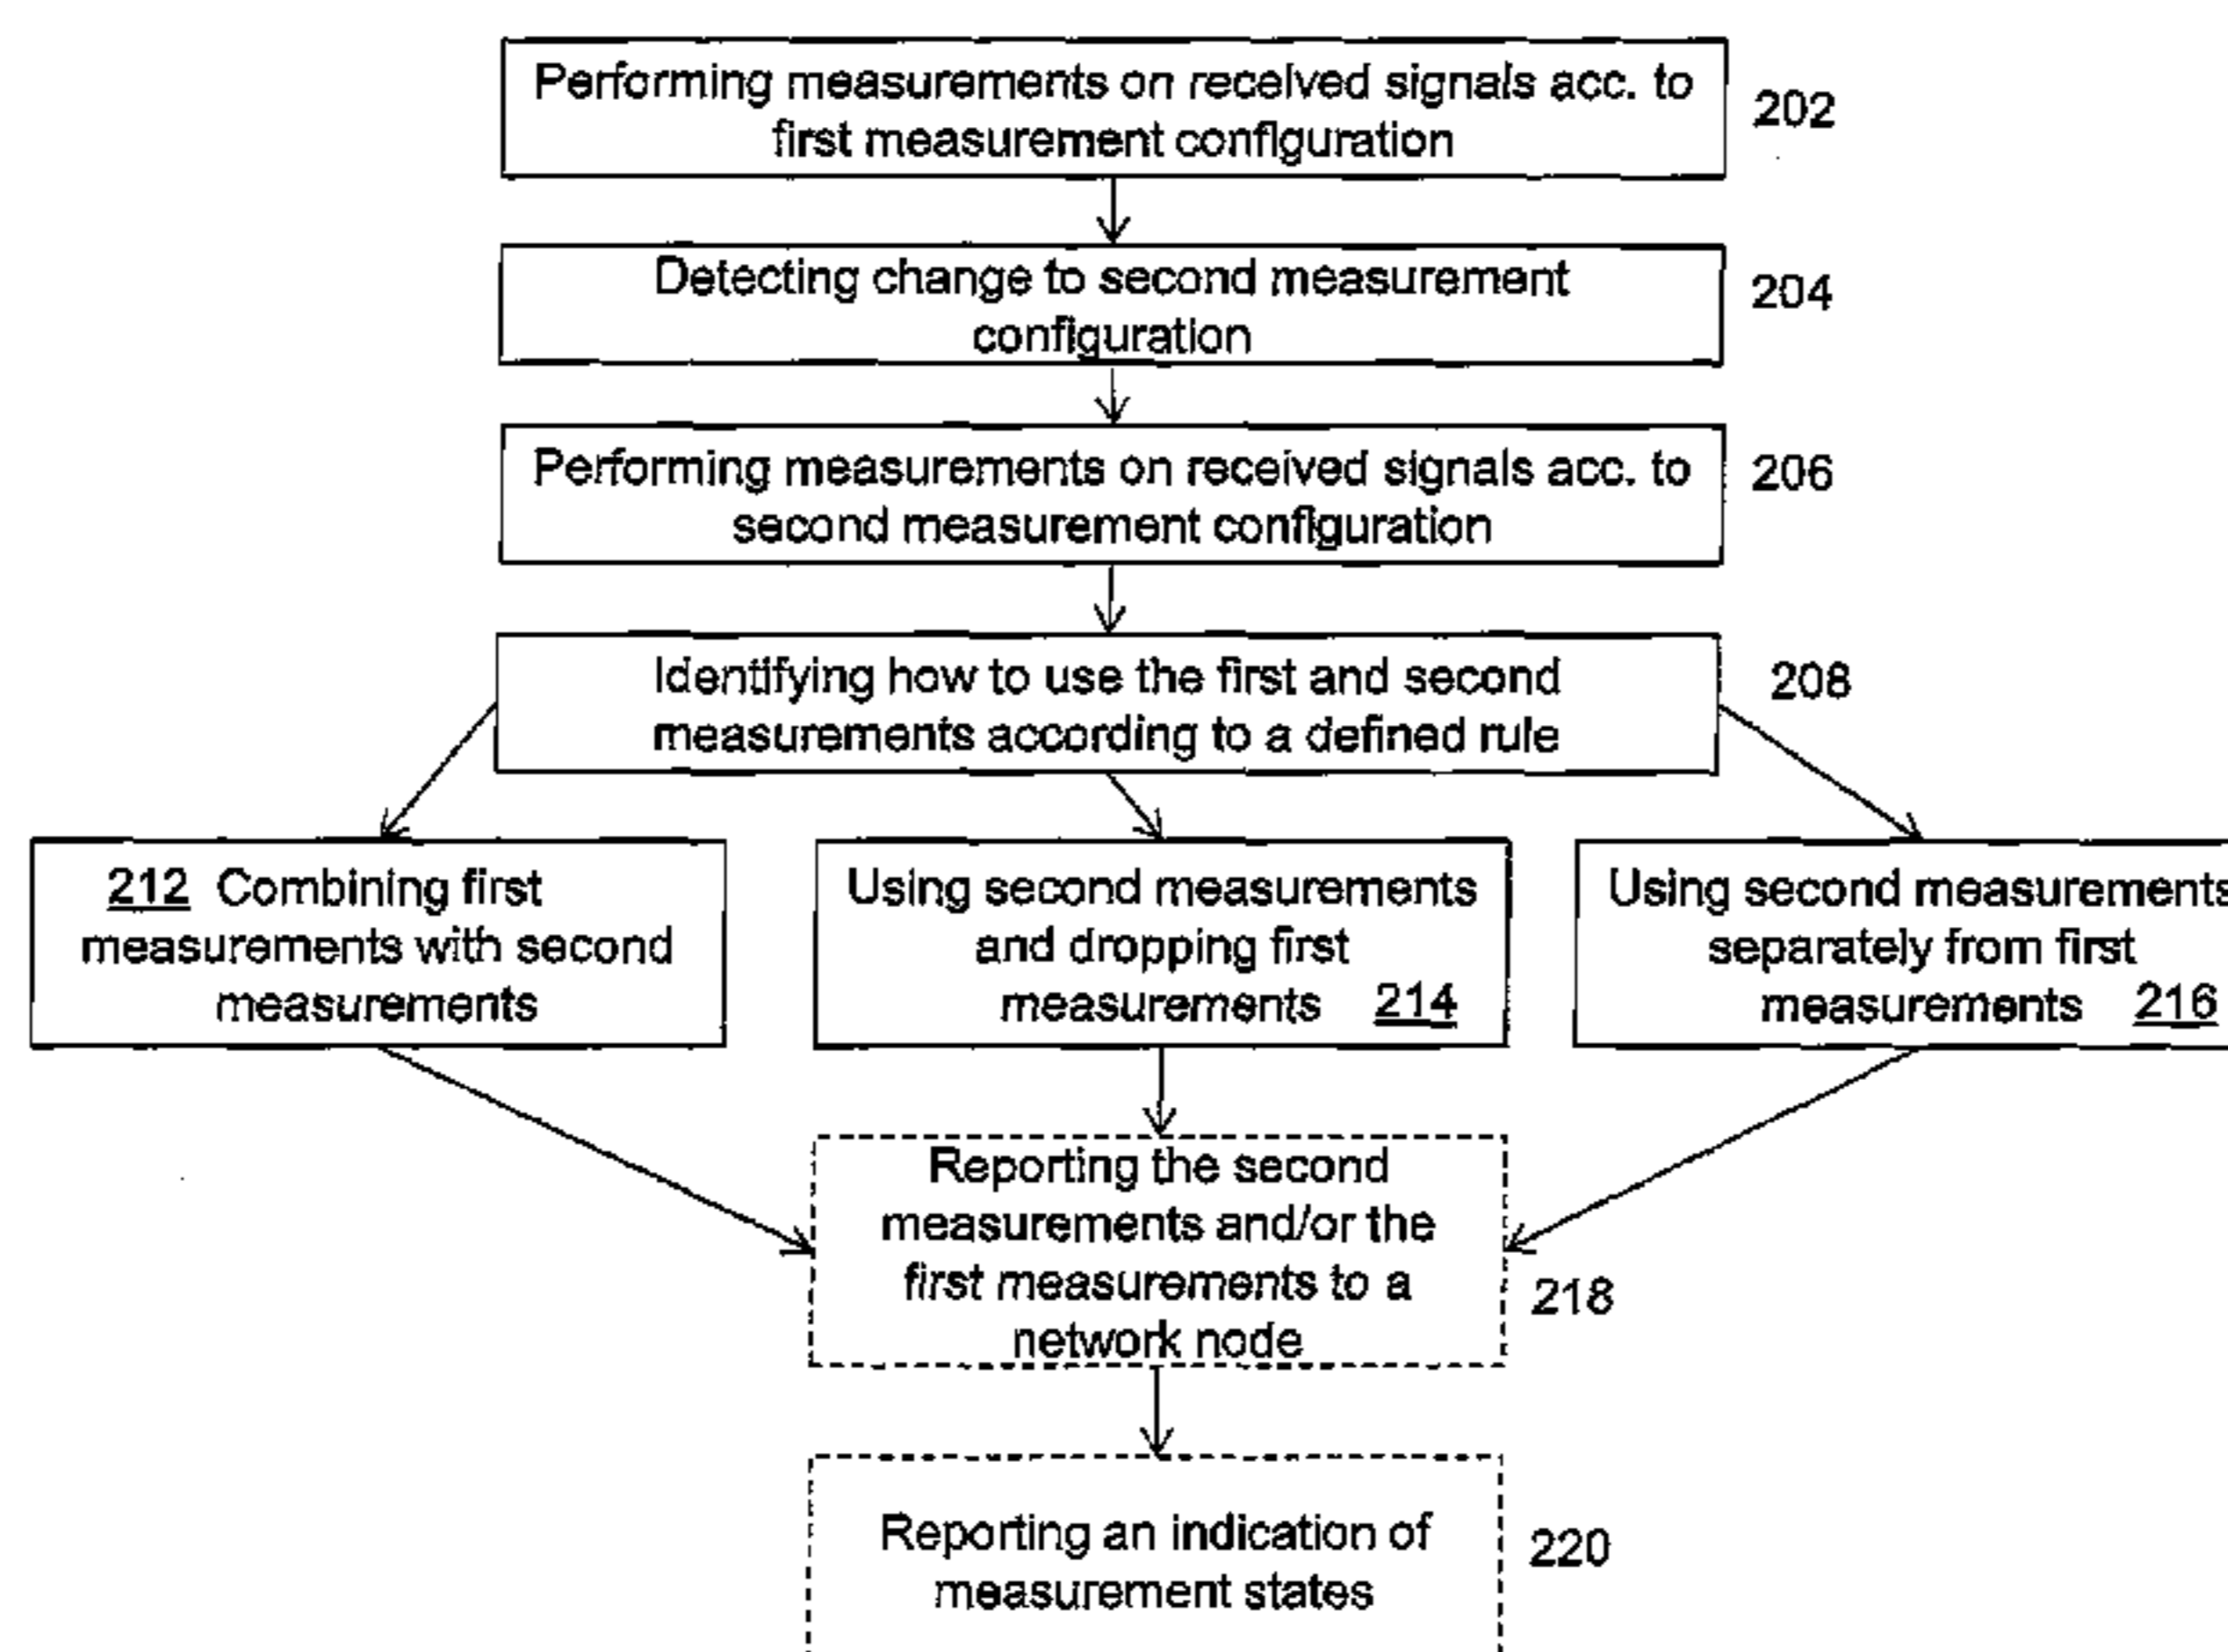 Performing measurements on received signals acc. to
first measurement configuration
202
Detecting change to second measurement
configuration
204
Performing measurements on received signals acc. to
second measurement configuration
206
Identifying how to use the first and second
measurements according to a defined rule
208
212 Combining first
measurements with second
measurements
Using second measurements
and dropping first
measurements 214
Using second measurements
separately from first
measurements 216
Reporting the second
measurements and/or the
first measurements to a
network node
218
Reporting an indication of
measurement states
220